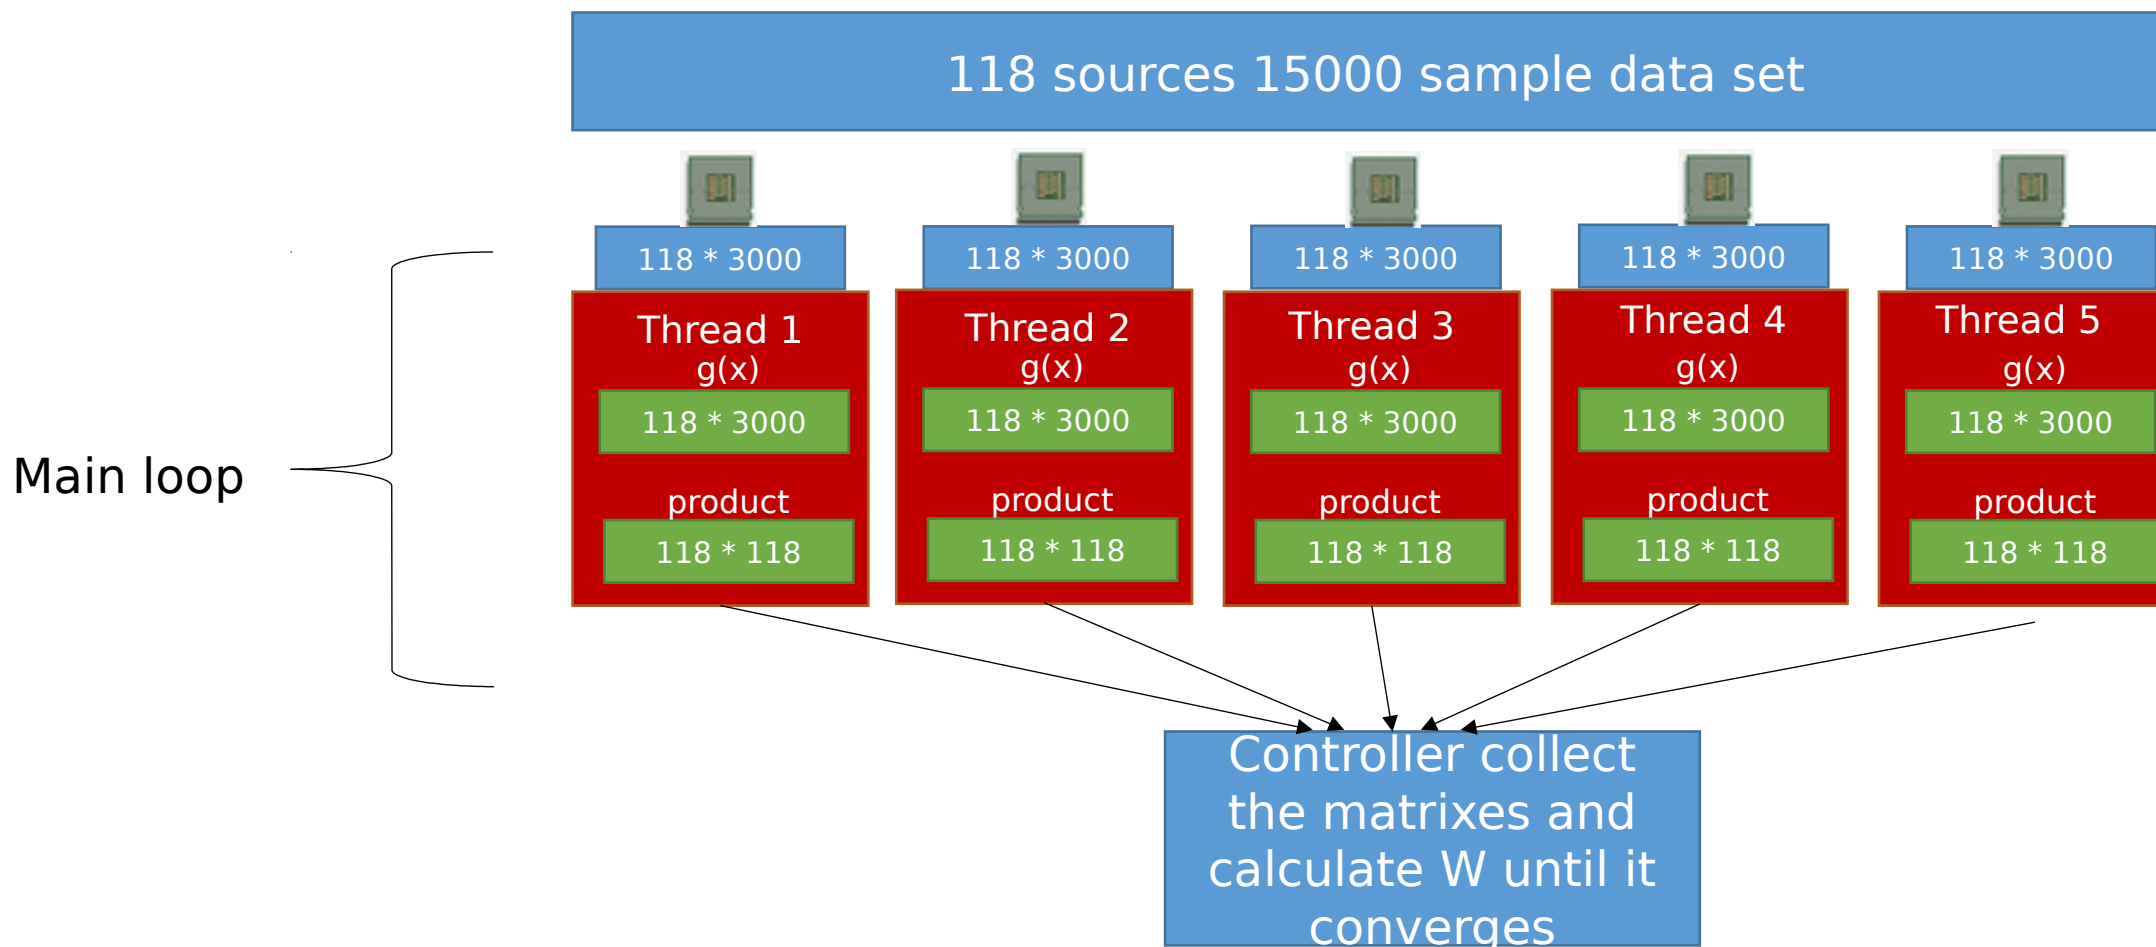 118 sources 15000 sample data set
118 * 3000
118 * 3000
118 * 3000
118 * 3000
118 * 3000
Thread 1
g(x)
118 * 3000
product
118 * 118
Thread 2
g(x)
118 * 3000
product
118 * 118
Thread 3
g(x)
118 * 3000
product
118 * 118
Thread 4
g(x)
118 * 3000
product
118 * 118
Thread 5
g(x)
118 * 3000
product
118 * 118
Main loop
Controller collect
the matrixes and
calculate W until it
converges